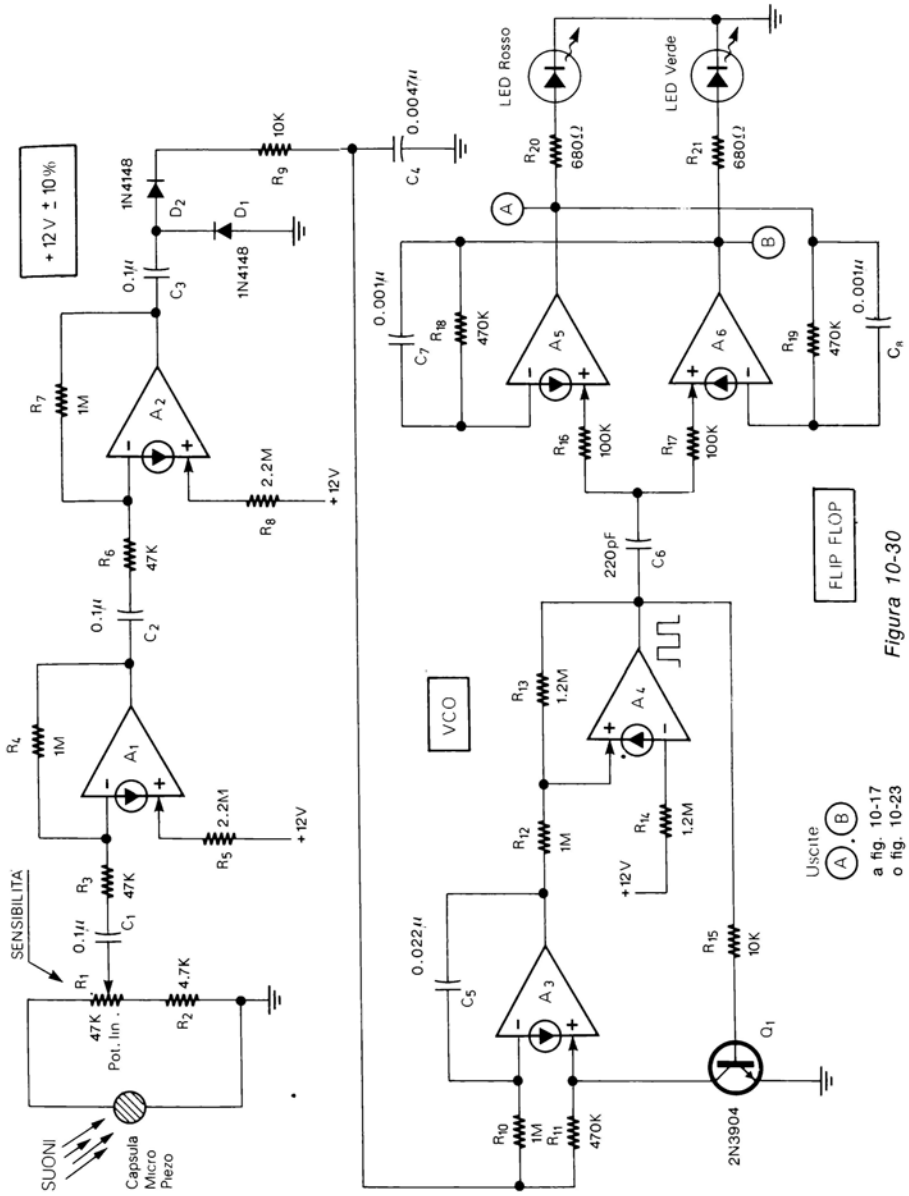 SUONI
Capsula
Micro
Piezo
SENSIBILITA'
R1
47K
Pot. lin.
R2
4.7K
0.1µ
C1
R3
47K
R4
1M
A1
-
+
R5
2.2M
+12V
0.1µ
C2
R6
47K
R7
1M
A2
-
+
R8
2.2M
+12V
0.1µ
C3
1N4148
D2
D1
1N4148
+12V ± 10%
R9
10K
C4
0.0047µ
R10
1M
R11
470K
C5
0.022µ
A3
-
+
2N3904
Q1
R15
10K
R12
1M
VCO
R13
1.2M
A4
+
-
R14
1.2M
+12V
220pF
C6
R16
100K
R17
100K
C7
0.001µ
R18
470K
A5
-
+
A6
+
-
R19
470K
C8
0.001µ
A
B
R20
680Ω
LED Rosso
R21
680Ω
LED Verde
FLIP FLOP
Uscite
A . B
a fig. 10-17
o fig. 10-23
Figura 10-30